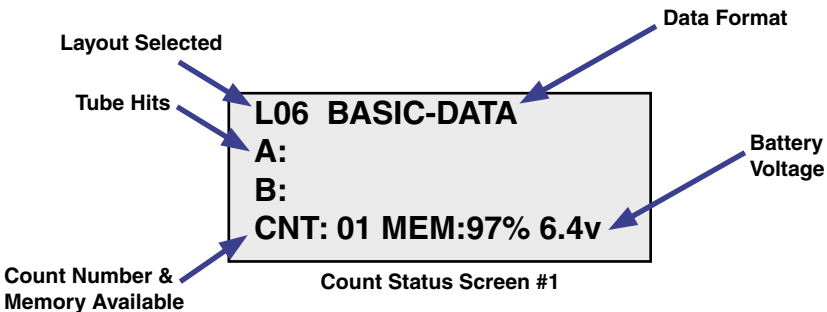 Data Format
Layout Selected
Tube Hits
L06 BASIC-DATA
A:
B:
CNT: 01 MEM:97% 6.4v
Battery
Voltage
Count Number &
Memory Available
Count Status Screen #1